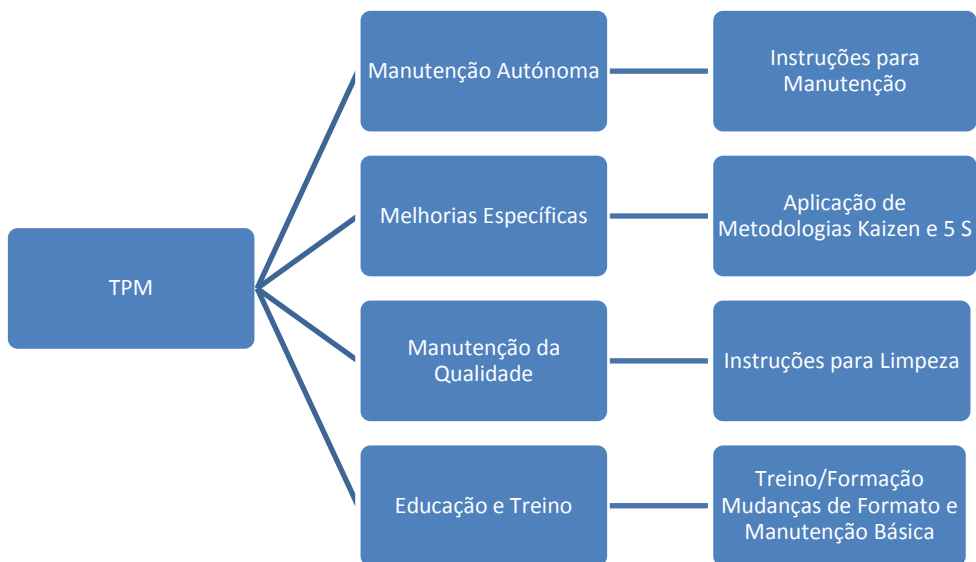 TPM
Manutenção Autónoma
Instruções para
Manutenção
Melhorias Específicas
Aplicação de
Metodologias Kaizen e 5 S
Manutenção da
Qualidade
Instruções para Limpeza
Educação e Treino
Treino/Formação
Mudanças de Formato e
Manutenção Básica